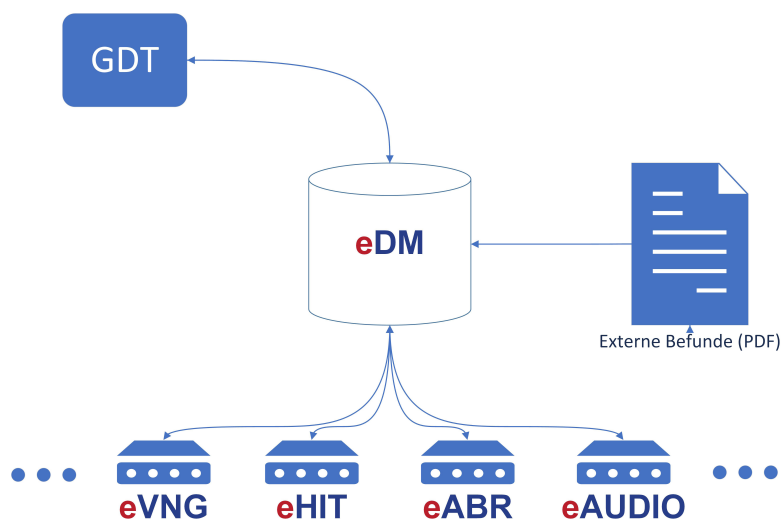 GDT
eDM
Externe Befunde (PDF)
eVNG
eHIT
eABR
eAUDIO